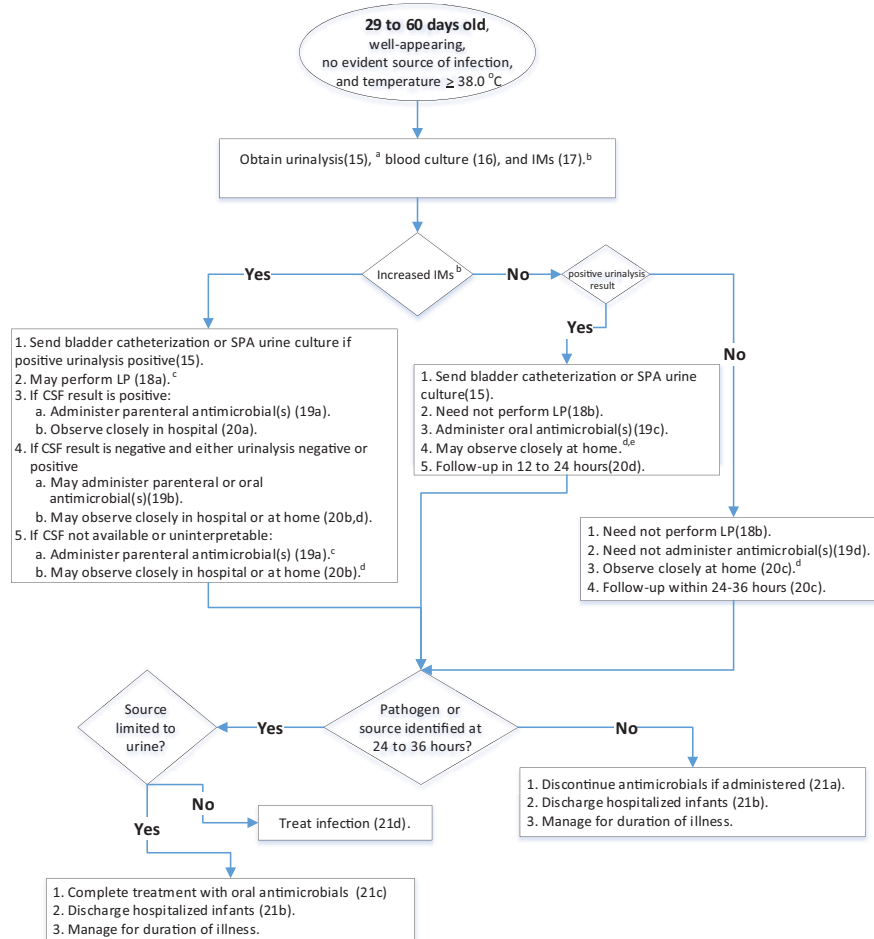 29 to 60 days old,
well-appearing,
no evident source of infection,
and temperature ≥ 38.0 °C
Obtain urinalysis(15), a blood culture (16), and IMs (17).b
Increased IMs b
Yes
No
positive urinalysis
result
Yes
No
1. Send bladder catheterization or SPA urine culture if
positive urinalysis positive(15).
2. May perform LP (18a).c
3. If CSF result is positive:
a. Administer parenteral antimicrobial(s) (19a).
b. Observe closely in hospital (20a).
4. If CSF result is negative and either urinalysis negative or
positive
a. May administer parenteral or oral
antimicrobial(s)(19b).
b. May observe closely in hospital or at home (20b,d).
5. If CSF not available or uninterpretable:
a. Administer parenteral antimicrobial(s) (19a).c
b. May observe closely in hospital or at home (20b).d
1. Send bladder catheterization or SPA urine
culture(15).
2. Need not perform LP(18b).
3. Administer oral antimicrobial(s)(19c).
4. May observe closely at home.d,e
5. Follow-up in 12 to 24 hours(20d).
1. Need not perform LP(18b).
2. Need not administer antimicrobial(s)(19d).
3. Observe closely at home (20c).d
4. Follow-up within 24-36 hours (20c).
Pathogen or
source identified at
24 to 36 hours?
Yes
No
Source
limited to
urine?
1. Discontinue antimicrobials if administered (21a).
2. Discharge hospitalized infants (21b).
3. Manage for duration of illness.
No
Treat infection (21d).
Yes
1. Complete treatment with oral antimicrobials (21c)
2. Discharge hospitalized infants (21b).
3. Manage for duration of illness.